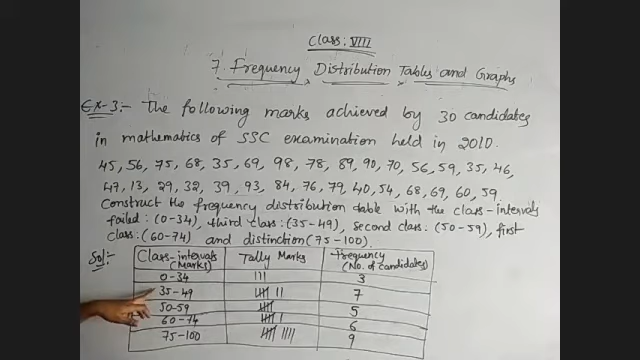 Class: VIII
7. Frequency Distribution Tables and Graphs
Ex-3:- The following marks achieved by 30 candidates
in mathematics of SSC examination held in 2010.
45, 56, 75, 68, 35, 69, 98, 78, 89, 90, 70, 56, 59, 35, 46,
47, 13, 29, 32, 39, 93, 84, 76, 79, 40, 54, 68, 69, 60, 59
Construct the frequency distribution table with the class-intervals
failed: (0-34), third class: (35-49), second class: (50-59), first
class: (60-74) and distinction (75-100).
Sol:
Class-intervals (Marks) Tally Marks Frequency (No. of candidates)
0-34 ||| 3
35-49 |||| || 7
50-59 |||| 5
60-74 |||| | 6
75-100 |||| |||| 9